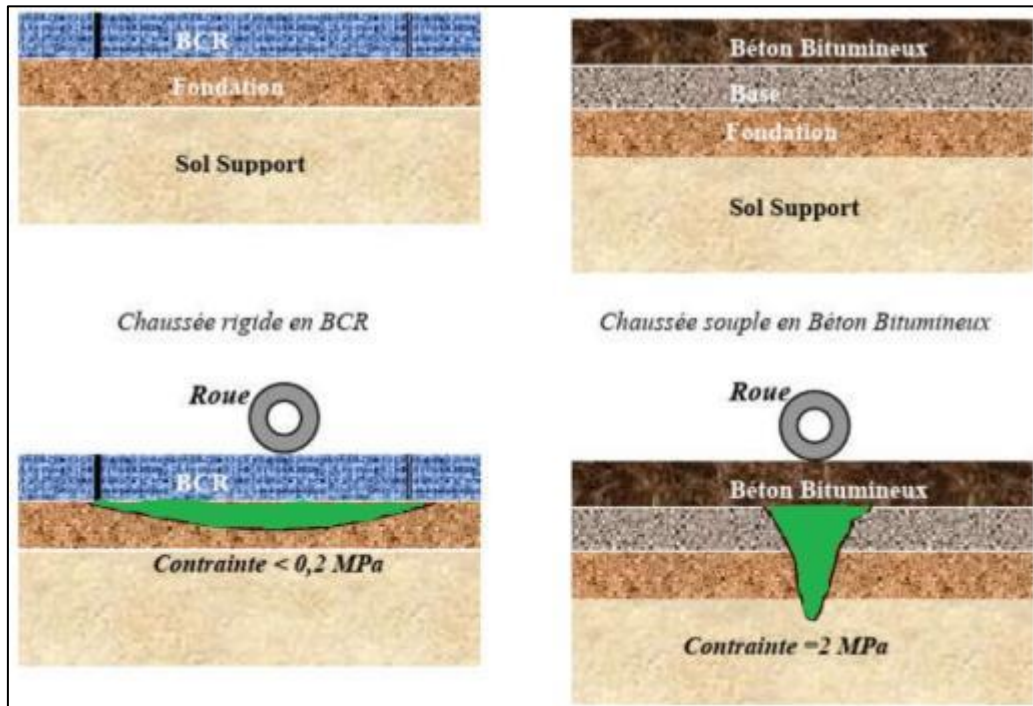 BCR
Fondation
Sol Support
Béton Bitumineux
Base
Fondation
Sol Support
Chaussée rigide en BCR
Chaussée souple en Béton Bitumineux
Roue
BCR
Contrainte < 0,2 MPa
Roue
Béton Bitumineux
Contrainte =2 MPa